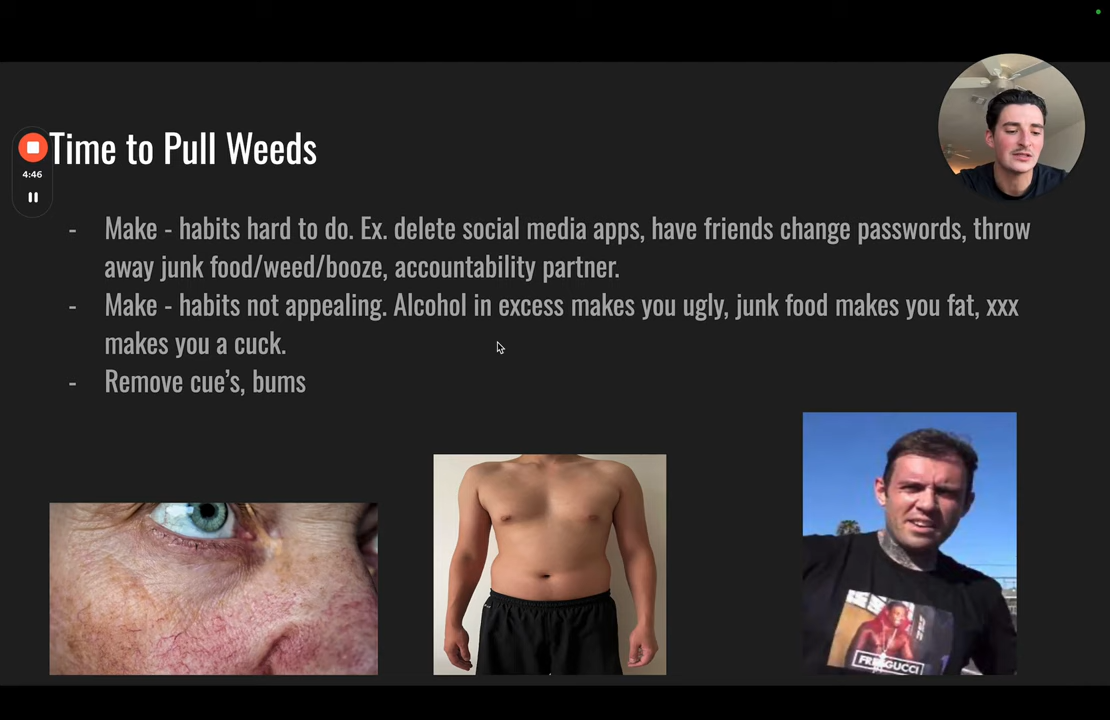 Time to Pull Weeds
4:46
- Make - habits hard to do. Ex. delete social media apps, have friends change passwords, throw
away junk food/weed/booze, accountability partner.
- Make - habits not appealing. Alcohol in excess makes you ugly, junk food makes you fat, xxx
makes you a cuck.
- Remove cue’s, bums
FREE GUCCI